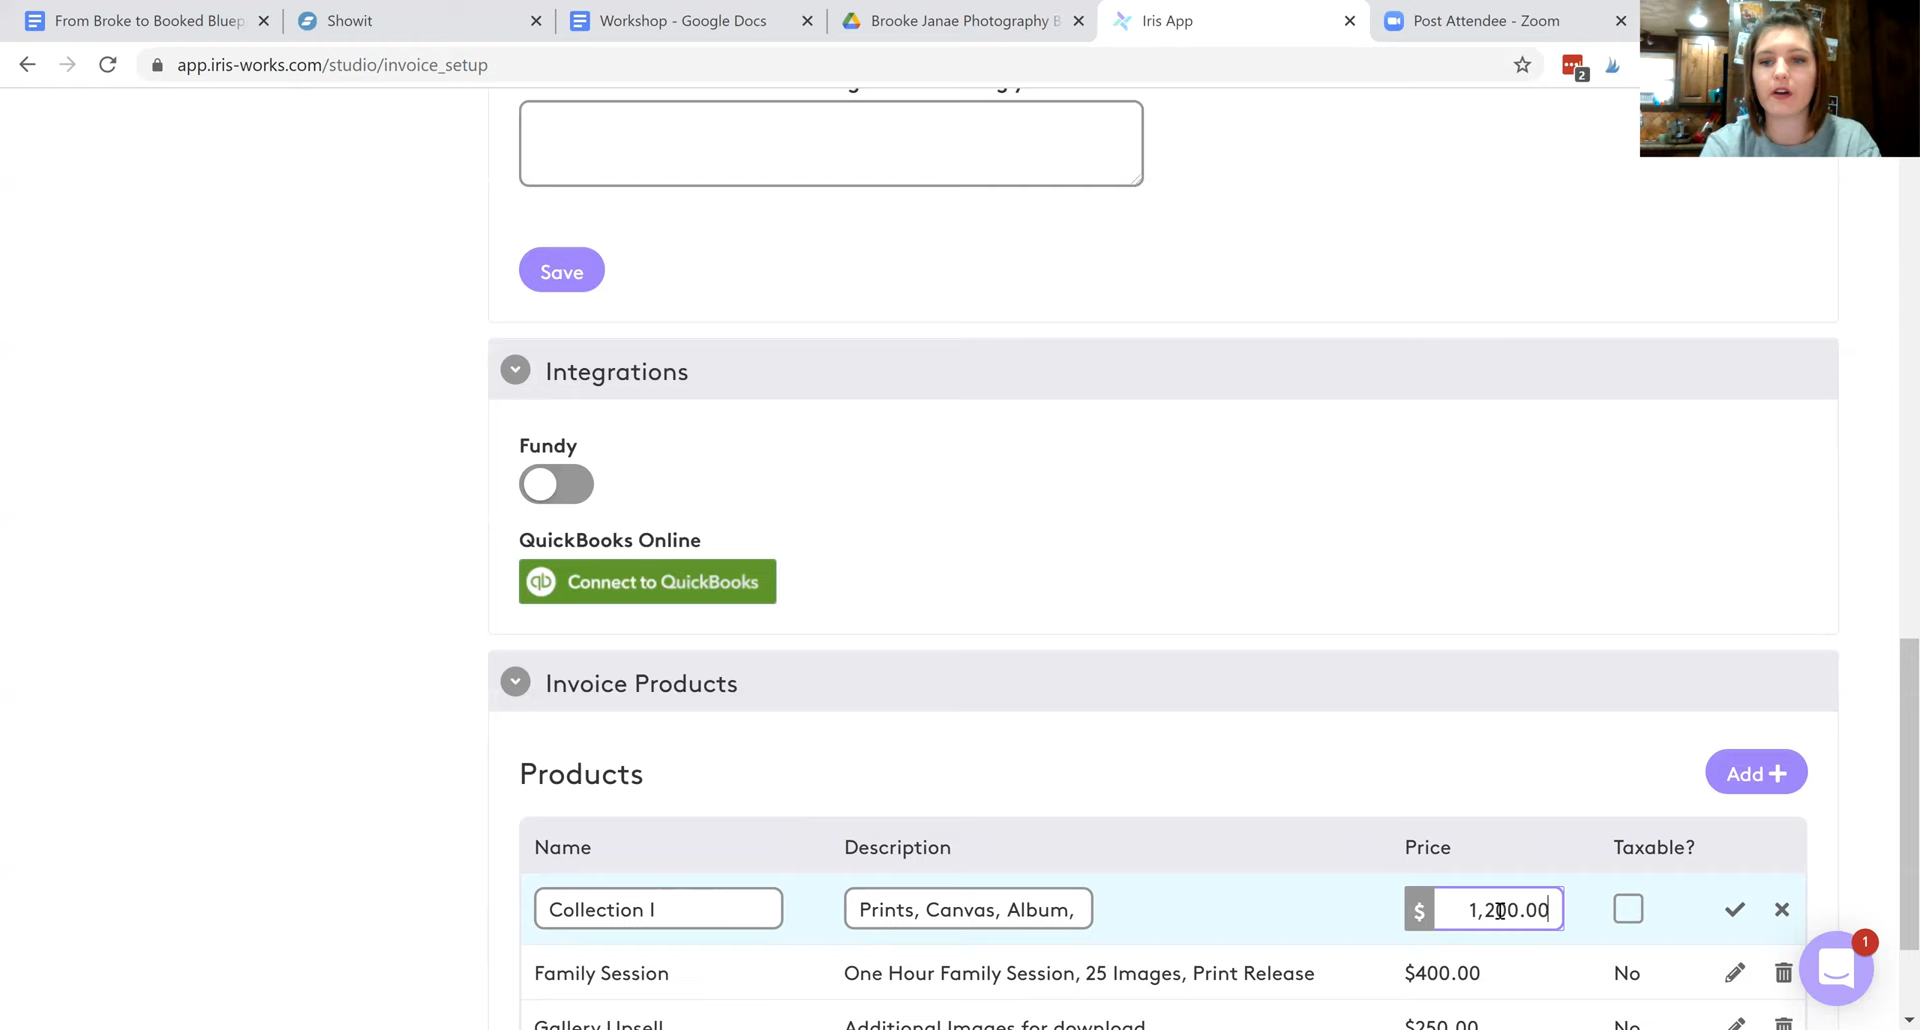 From Broke to Booked Bluep
Showit
Workshop - Google Docs
Brooke Janae Photography B
Iris App
Post Attendee - Zoom
app.iris-works.com/studio/invoice_setup
2
Save
Integrations
Fundy
QuickBooks Online
qb Connect to QuickBooks
Invoice Products
Products
Add +
Name Description Price Taxable?
Collection I Prints, Canvas, Album, $ 1,200.00
Family Session One Hour Family Session, 25 Images, Print Release $400.00 No
Gallery Upsell Additional Images for download $250.00 No
1